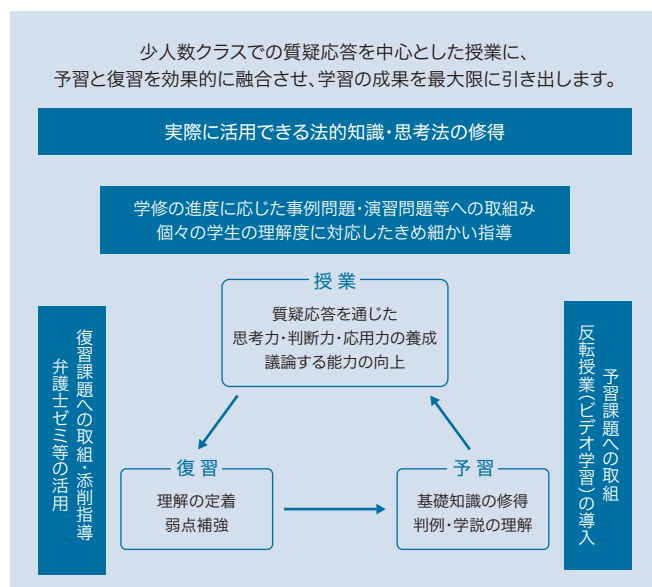 少人数クラスでの質疑応答を中心とした授業に、
予習と復習を効果的に融合させ、学習の成果を最大限に引き出します。
実際に活用できる法的知識・思考法の修得
学修の進度に応じた事例問題・演習問題等への取組み
個々の学生の理解度に対応したきめ細かい指導
授業
質疑応答を通じた
思考力・判断力・応用力の養成
議論する能力の向上
復習課題への取組・添削指導
弁護士ゼミ等の活用
復習
理解の定着
弱点補強
予習
基礎知識の修得
判例・学説の理解
予習課題への取組
反転授業(ビデオ学習)の導入